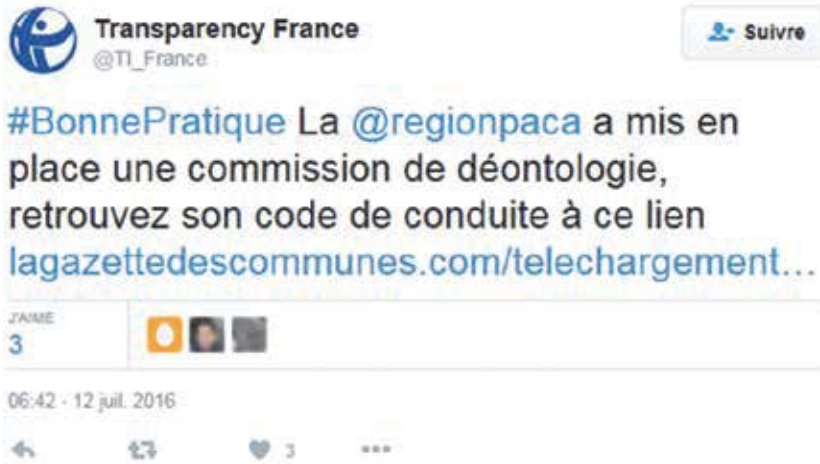 Transparency France
Suivre
@TI_France
#BonnePratique La @regionpaca a mis en
place une commission de déontologie,
retrouvez son code de conduite à ce lien
lagazettedescommunes.com/telechargement...
J'AIME
3
06:42 - 12 juil. 2016
3